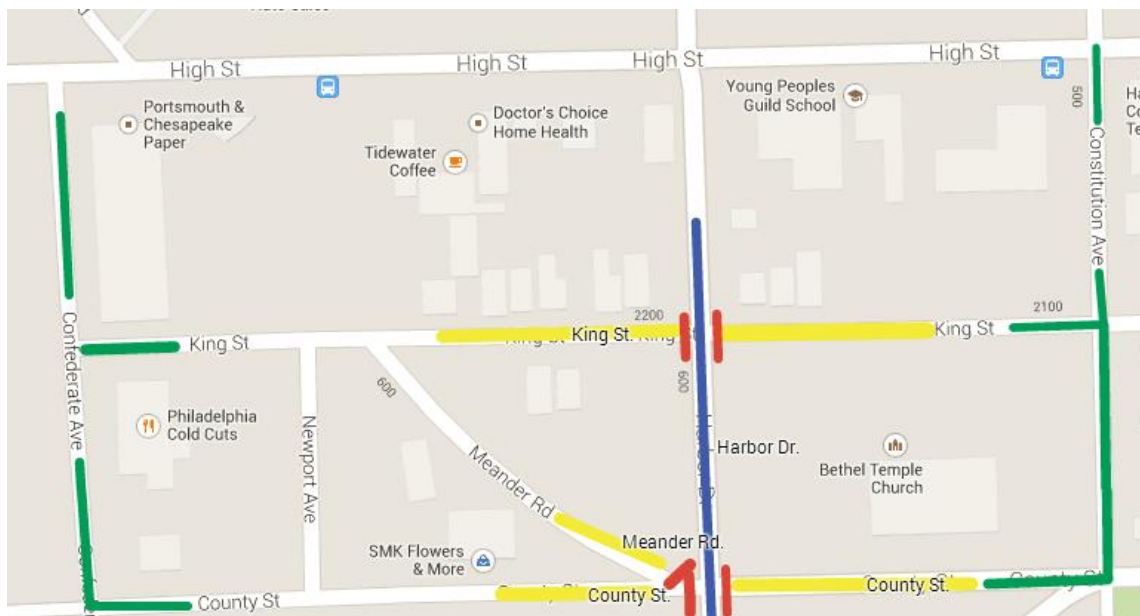 High St
High St
High St
High St
Portsmouth &
Chesapeake
Paper
Doctor's Choice
Home Health
Tidewater
Coffee
Young Peoples
Guild School
500
Constitution Ave
Confederate Ave
King St
2200
King St.
King St
2100
600
600
Philadelphia
Cold Cuts
Newport Ave
Meander Rd
Harbor Dr.
Bethel Temple
Church
SMK Flowers
& More
Meander Rd.
County St
County St.
County St.
County St